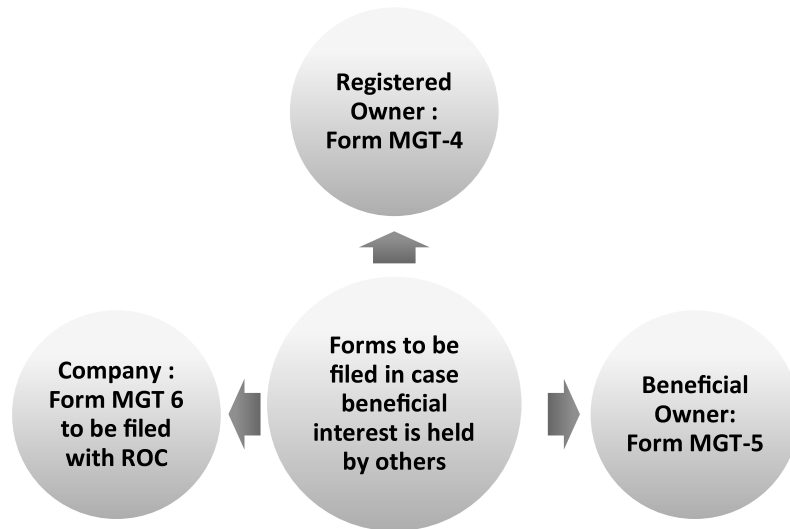 Registered
Owner :
Form MGT-4
Company :
Form MGT 6
to be filed
with ROC
Forms to be
filed in case
beneficial
interest is held
by others
Beneficial
Owner:
Form MGT-5